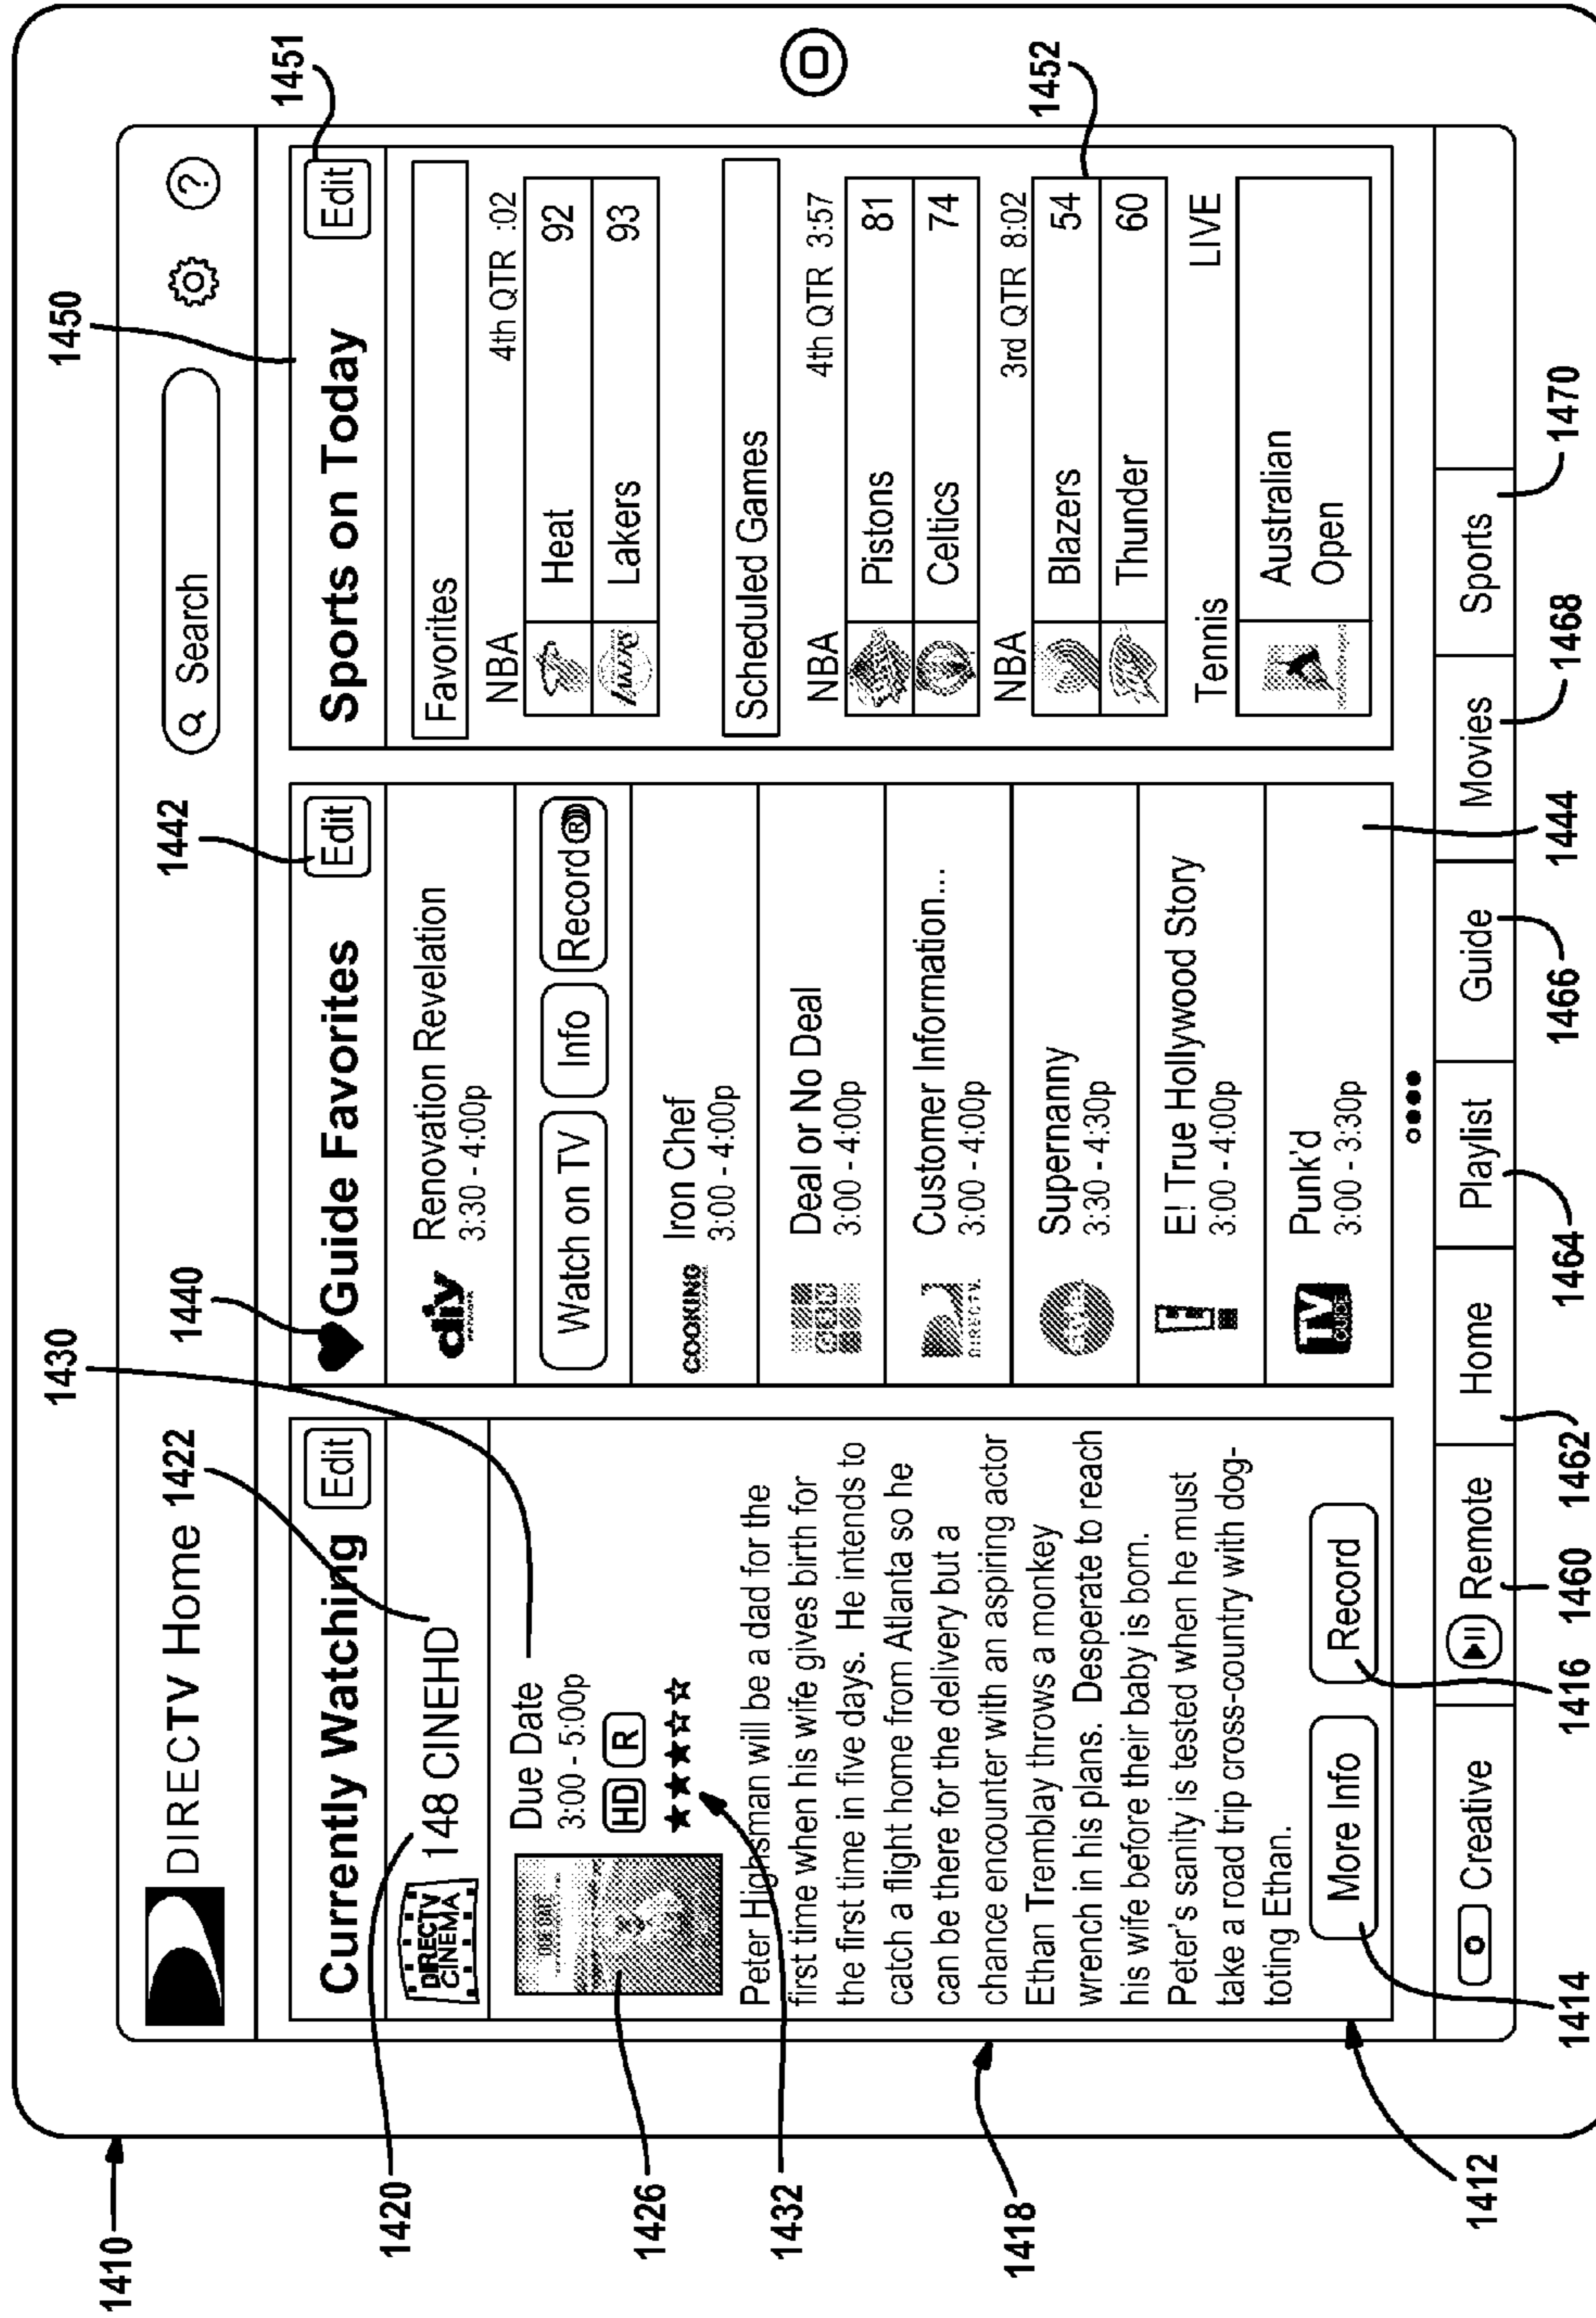 1410
DIRECTV Home
Search
?
1422
1430
1440
1442
1450
1451
Currently Watching
Edit
DIRECTV
CINEMA
148 CINEHD
Due Date
3:00 - 5:00p
HD R
DUE DATE
Peter Highsman will be a dad for the
first time when his wife gives birth for
the first time in five days. He intends to
catch a flight home from Atlanta so he
can be there for the delivery but a
chance encounter with an aspiring actor
Ethan Tremblay throws a monkey
wrench in his plans. Desperate to reach
his wife before their baby is born.
Peter's sanity is tested when he must
take a road trip cross-country with dog-
toting Ethan.
More Info
Record
1420
1426
1432
1418
1412
Guide Favorites
Edit
diy
network
Renovation Revelation
3:30 - 4:00p
Watch on TV
Info
Record R
COOKING
Iron Chef
3:00 - 4:00p
Deal or No Deal
3:00 - 4:00p
DIRECTV.
Customer Information...
3:00 - 4:00p
Supernanny
3:30 - 4:30p
E!
E! True Hollywood Story
3:00 - 4:00p
TV
GUIDE
Punk'd
3:00 - 3:30p
Sports on Today
Edit
Favorites
NBA 4th QTR :02
Heat 92
LAKERS
Lakers 93
Scheduled Games
NBA 4th QTR 3:57
Pistons 81
Celtics 74
NBA 3rd QTR 8:02
Blazers 54
Thunder 60
Tennis LIVE
Australian
Open
1452
Creative
Remote
Home
Playlist
Guide
Movies
Sports
1414
1416
1460
1462
1464
1466
1444
1468
1470